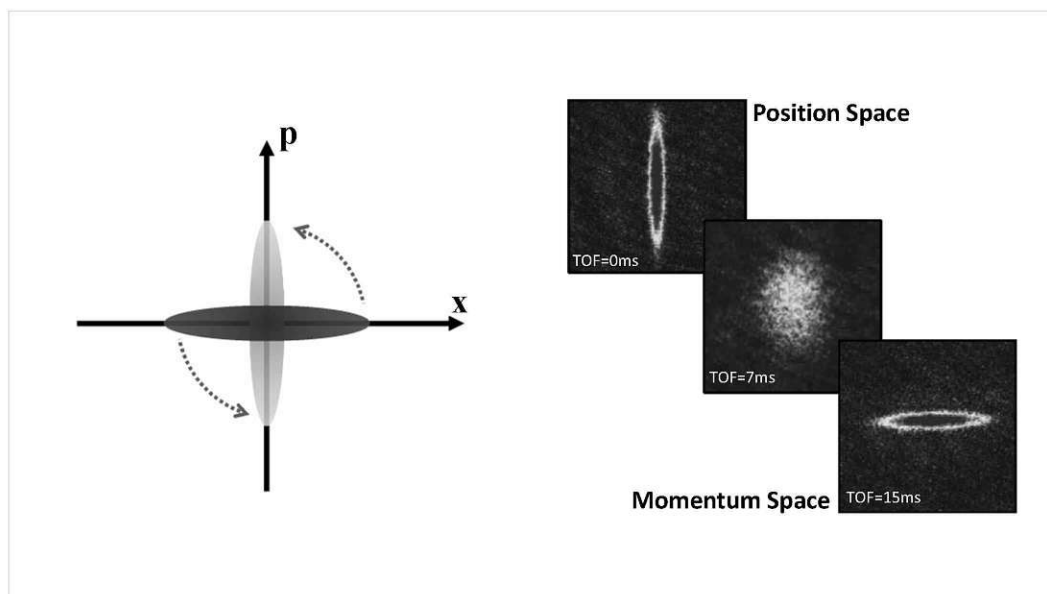 p
x
Position Space
TOF=0ms
TOF=7ms
TOF=15ms
Momentum Space